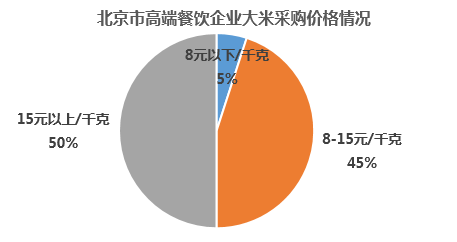 北京市高端餐饮企业大米采购价格情况
8元以下/千克
5%
15元以上/千克
50%
8-15元/千克
45%